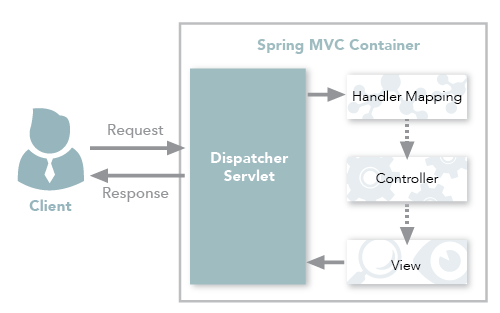 Spring MVC Container
Handler Mapping
Request
Dispatcher
Servlet
Controller
Response
Client
View